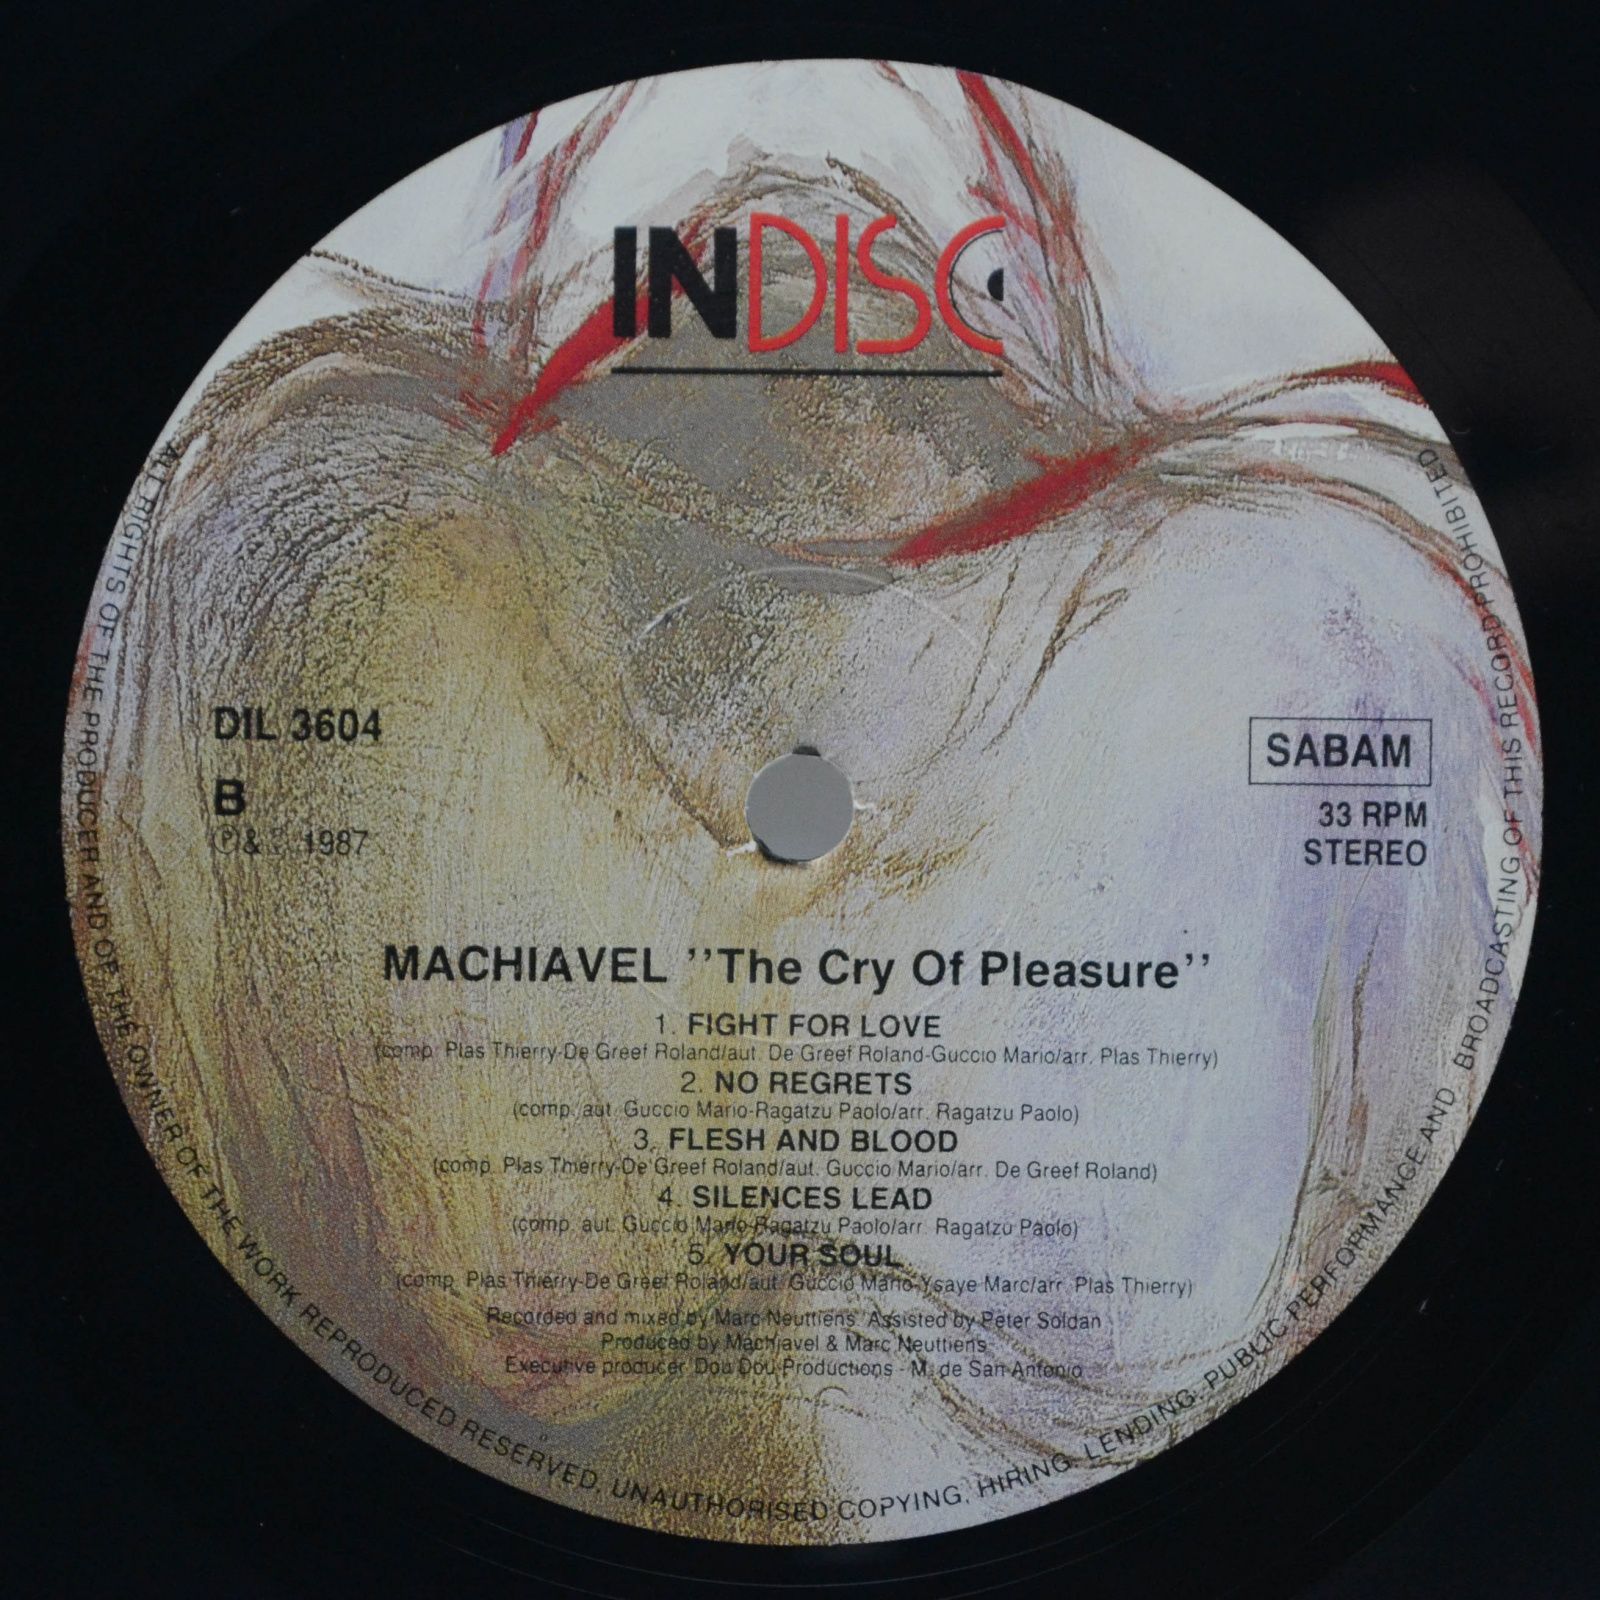 INDISC
DIL 3604
B
Ⓟ & © 1987
SABAM
33 RPM
STEREO
MACHIAVEL ''The Cry Of Pleasure''
1. FIGHT FOR LOVE
(comp. Plas Thierry-De Greef Roland/aut. De Greef Roland-Guccio Mario/arr. Plas Thierry)
2. NO REGRETS
(comp. aut. Guccio Mario-Ragatzu Paolo/arr. Ragatzu Paolo)
3. FLESH AND BLOOD
(comp. Plas Thierry-De Greef Roland/aut. Guccio Mario/arr. De Greef Roland)
4. SILENCES LEAD
(comp. aut. Guccio Mario-Ragatzu Paolo/arr. Ragatzu Paolo)
5. YOUR SOUL
(comp. Plas Thierry-De Greef Roland/aut. Guccio Mario-Ysaye Marc/arr. Plas Thierry)
Recorded and mixed by Marc Neuttiens. Assisted by Peter Soldan
Produced by Machiavel & Marc Neuttiens
Executive producer Dou Dou Productions - M. de San Antonio
ALL RIGHTS OF THE PRODUCER AND OF THE OWNER OF THE WORK REPRODUCED RESERVED. UNAUTHORISED COPYING, HIRING, LENDING, PUBLIC PERFORMANCE AND BROADCASTING OF THIS RECORD PROHIBITED